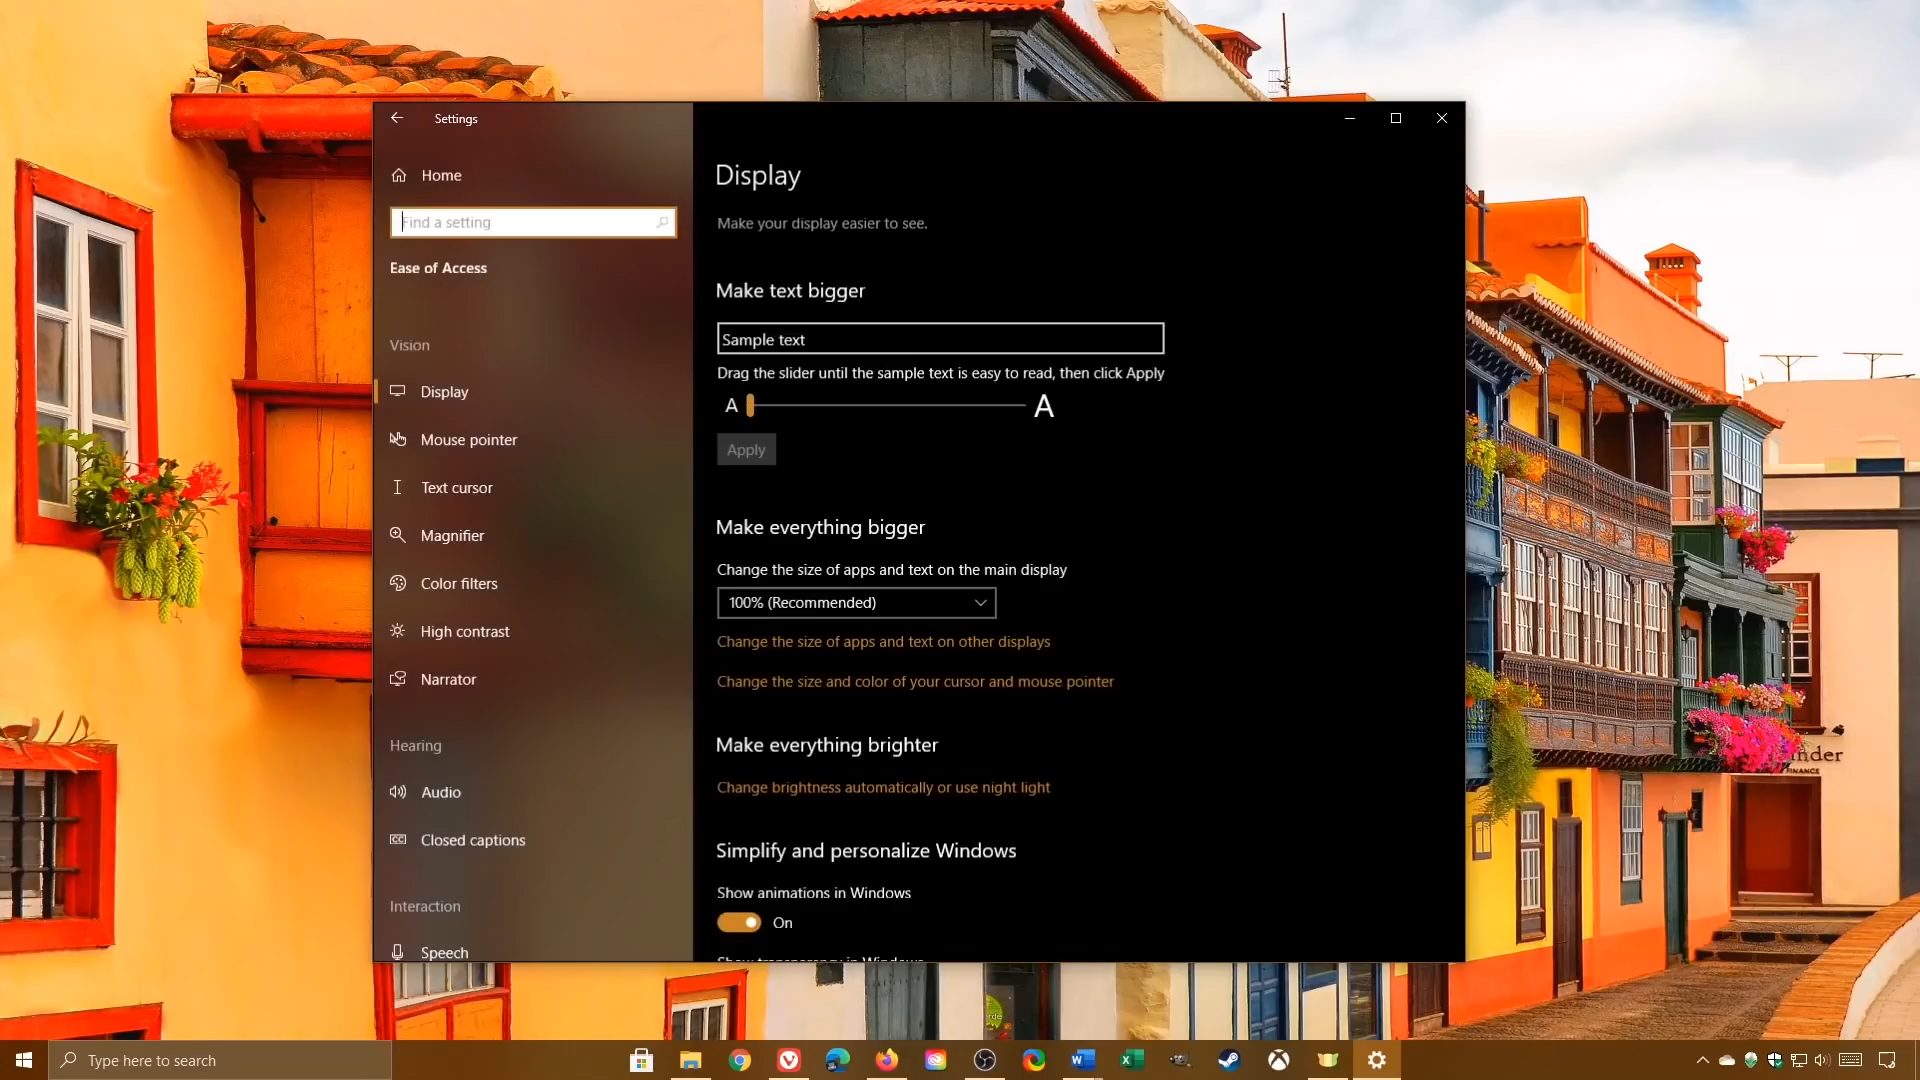 Settings
Home
Find a setting
Ease of Access
Vision
Display
Mouse pointer
Text cursor
Magnifier
Color filters
High contrast
Narrator
Hearing
Audio
Closed captions
Interaction
Speech
Display
Make your display easier to see.
Make text bigger
Sample text
Drag the slider until the sample text is easy to read, then click Apply
A A
Apply
Make everything bigger
Change the size of apps and text on the main display
100% (Recommended)
Change the size of apps and text on other displays
Change the size and color of your cursor and mouse pointer
Make everything brighter
Change brightness automatically or use night light
Simplify and personalize Windows
Show animations in Windows
On
Show transparency in Windows
FINANCE
Type here to search